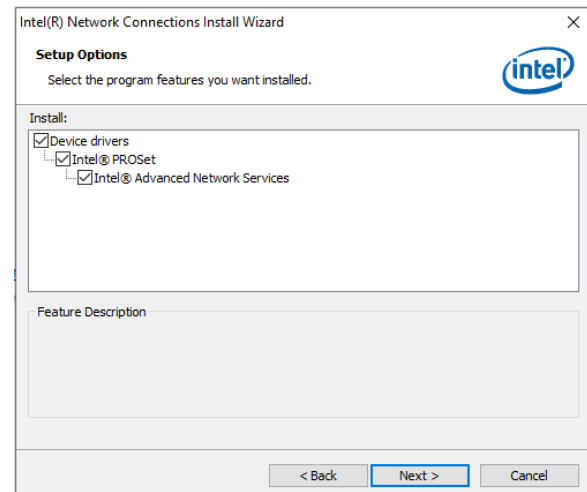 Intel(R) Network Connections Install Wizard
Setup Options
Select the program features you want installed.
intel
Install:
Device drivers
Intel® PROSet
Intel® Advanced Network Services
Feature Description
< Back
Next >
Cancel